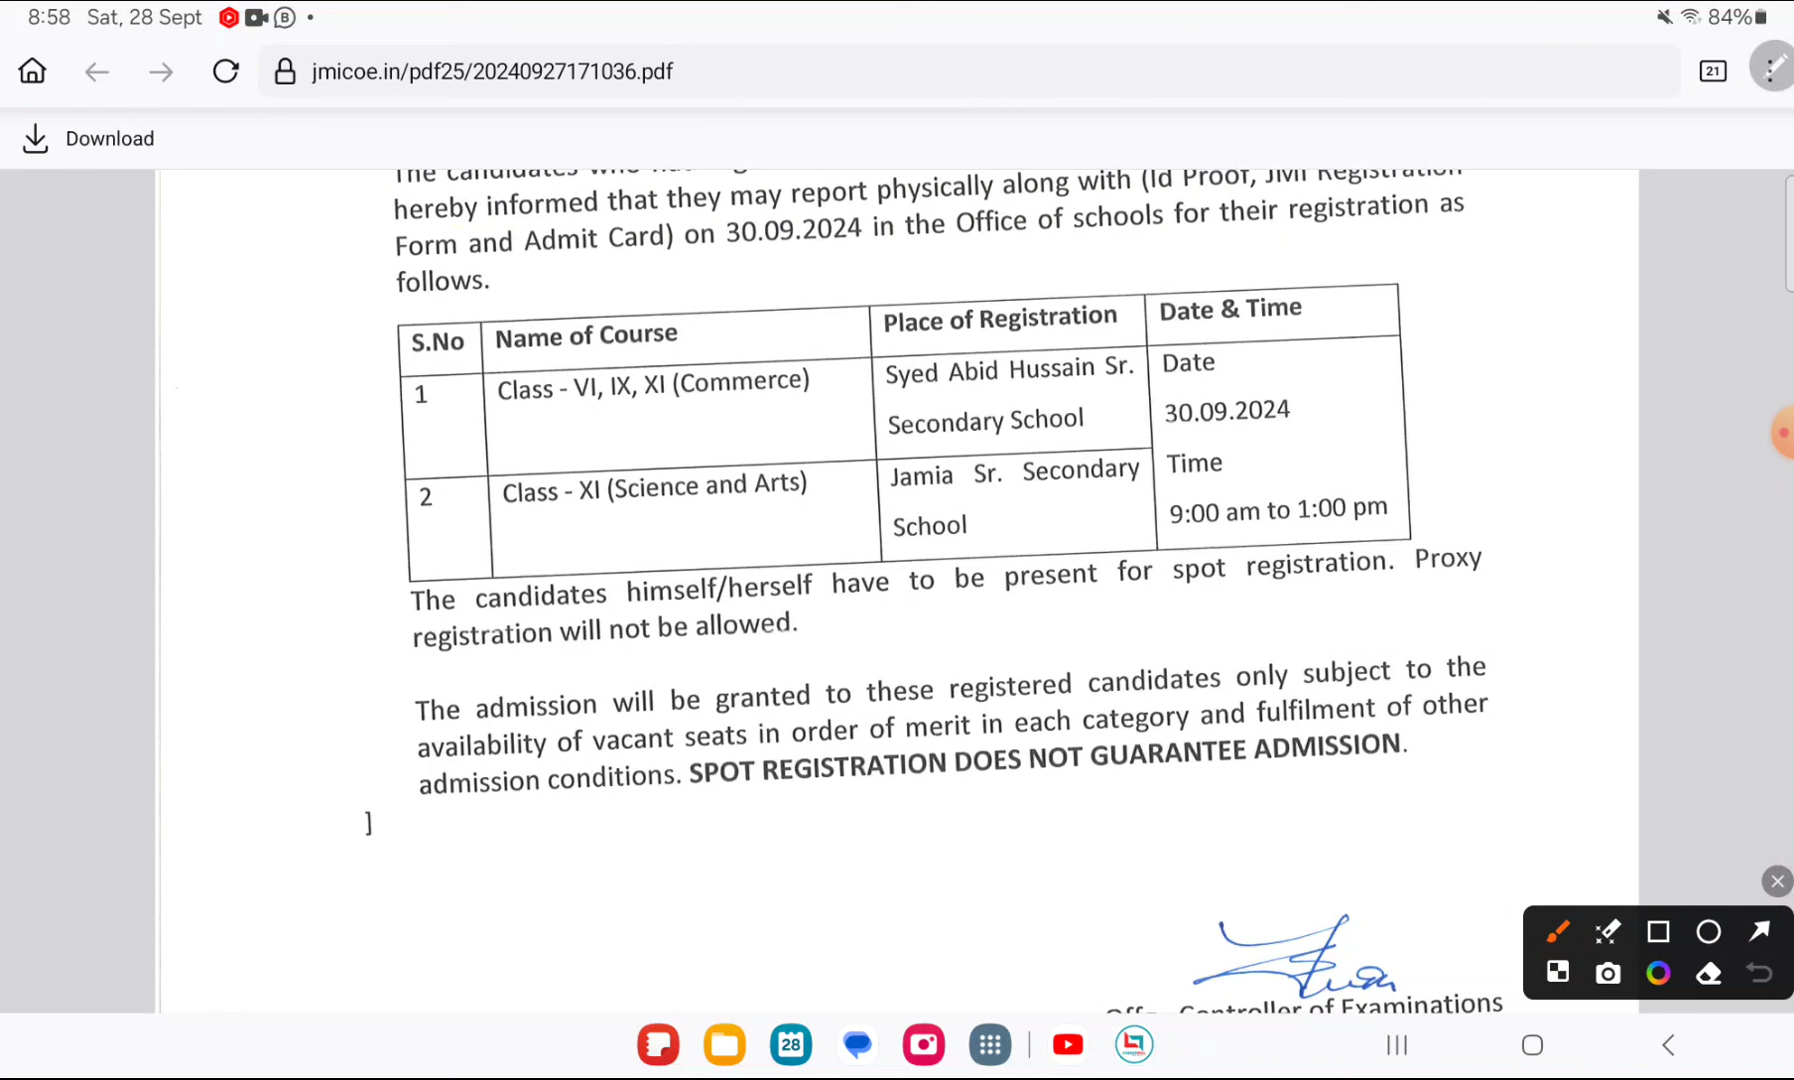 8:58 Sat, 28 Sept
84%
jmicoe.in/pdf25/20240927171036.pdf
21
Download
The candidates
hereby informed that they may report physically along with (Id Proof, JMI Registration
Form and Admit Card) on 30.09.2024 in the Office of schools for their registration as
follows.
S.No Name of Course Place of Registration Date & Time
1 Class - VI, IX, XI (Commerce) Syed Abid Hussain Sr. Date
Secondary School 30.09.2024
2 Class - XI (Science and Arts) Jamia Sr. Secondary Time
School 9:00 am to 1:00 pm
The candidates himself/herself have to be present for spot registration. Proxy
registration will not be allowed.
The admission will be granted to these registered candidates only subject to the
availability of vacant seats in order of merit in each category and fulfilment of other
admission conditions. SPOT REGISTRATION DOES NOT GUARANTEE ADMISSION.
]
Controller of Examinations
28